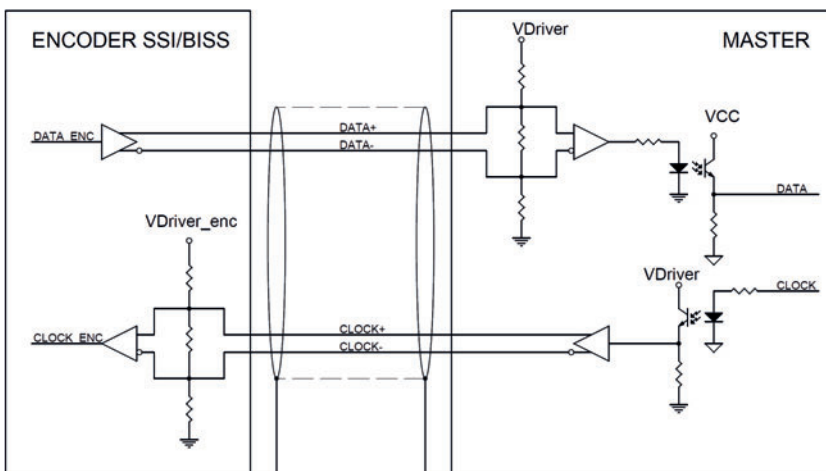 ENCODER SSI/BISS
MASTER
VDriver
VCC
DATA_ENC
DATA+
DATA-
DATA
VDriver_enc
VDriver
CLOCK
CLOCK_ENC
CLOCK+
CLOCK-